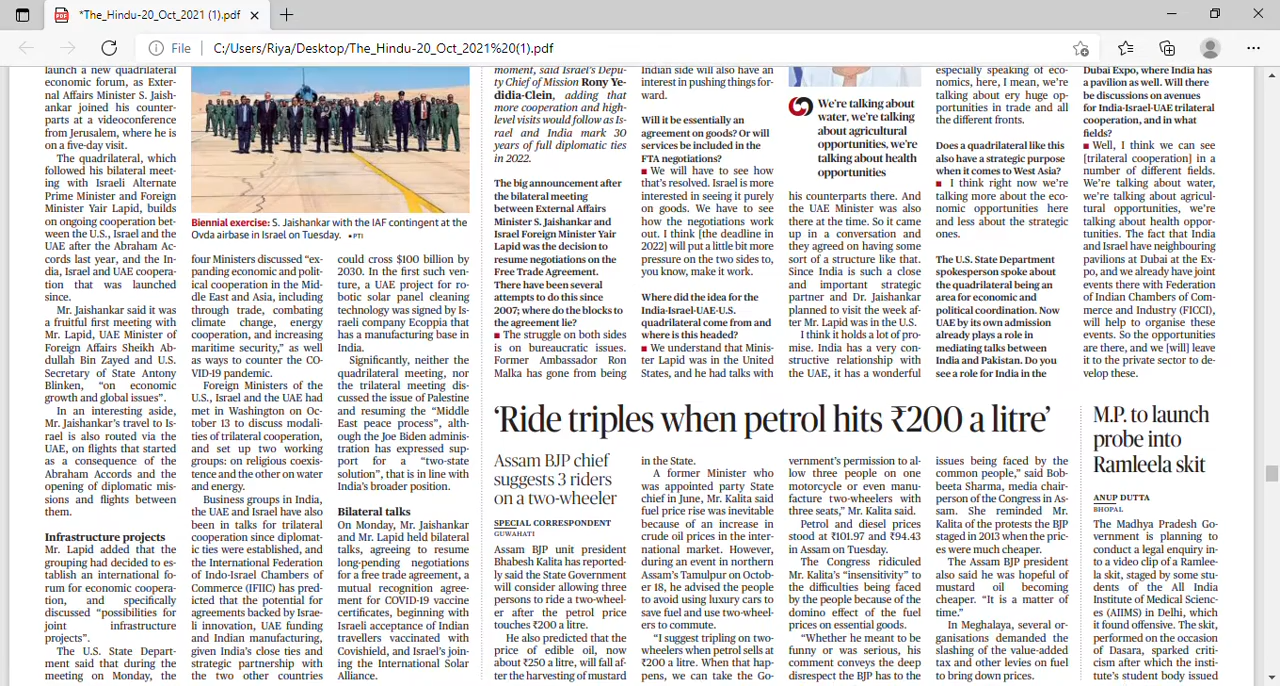 *The_Hindu-20_Oct_2021 (1).pdf
File
C:/Users/Riya/Desktop/The_Hindu-20_Oct_2021%20(1).pdf
launch a new quadrilateral
economic forum, as Exter-
nal Affairs Minister S. Jaish-
ankar joined his counter-
parts at a videoconference
from Jerusalem, where he is
on a five-day visit.
The quadrilateral, which
followed his bilateral meet-
ing with Israeli Alternate
Prime Minister and Foreign
Minister Yair Lapid, builds
on ongoing cooperation bet-
ween the U.S., Israel and the
UAE after the Abraham Ac-
cords last year, and the In-
dia, Israel and UAE coopera-
tion that was launched
since.
Mr. Jaishankar said it was
a fruitful first meeting with
Mr. Lapid, UAE Minister of
Foreign Affairs Sheikh Ab-
dullah Bin Zayed and U.S.
Secretary of State Antony
Blinken, “on economic
growth and global issues”.
In an interesting aside,
Mr. Jaishankar’s travel to Is-
rael is also routed via the
UAE, on flights that started
as a consequence of the
Abraham Accords and the
opening of diplomatic mis-
sions and flights between
them.
Infrastructure projects
Mr. Lapid added that the
grouping had decided to es-
tablish an international fo-
rum for economic coopera-
tion, and specifically
discussed “possibilities for
joint infrastructure
projects”.
The U.S. State Depart-
ment said that during the
meeting on Monday, the
Biennial exercise: S. Jaishankar with the IAF contingent at the
Ovda airbase in Israel on Tuesday. •PTI
four Ministers discussed “ex-
panding economic and polit-
ical cooperation in the Mid-
dle East and Asia, including
through trade, combating
climate change, energy
cooperation, and increasing
maritime security,” as well
as ways to counter the CO-
VID-19 pandemic.
Foreign Ministers of the
U.S., Israel and the UAE had
met in Washington on Oc-
tober 13 to discuss modali-
ties of trilateral cooperation,
and set up two working
groups: on religious coexis-
tence and the other on water
and energy.
Business groups in India,
the UAE and Israel have also
been in talks for trilateral
cooperation since diplomat-
ic ties were established, and
the International Federation
of Indo-Israel Chambers of
Commerce (IFIIC) has pred-
icted that the potential for
agreements backed by Israe-
li innovation, UAE funding
and Indian manufacturing,
given India’s close ties and
strategic partnership with
the two other countries
could cross $100 billion by
2030. In the first such ven-
ture, a UAE project for ro-
botic solar panel cleaning
technology was signed by Is-
raeli company Ecoppia that
has a manufacturing base in
India.
Significantly, neither the
quadrilateral meeting, nor
the trilateral meeting dis-
cussed the issue of Palestine
and resuming the “Middle
East peace process”, alth-
ough the Joe Biden adminis-
tration has expressed sup-
port for a “two-state
solution”, that is in line with
India’s broader position.
Bilateral talks
On Monday, Mr. Jaishankar
and Mr. Lapid held bilateral
talks, agreeing to resume
long-pending negotiations
for a free trade agreement, a
mutual recognition agree-
ment for COVID-19 vaccine
certificates, beginning with
Israeli acceptance of Indian
travellers vaccinated with
Covishield, and Israel’s join-
ing the International Solar
Alliance.
moment, said Israel’s Depu-
ty Chief of Mission Rony Ye-
didia-Clein, adding that
more cooperation and high-
level visits would follow as Is-
rael and India mark 30
years of full diplomatic ties
in 2022.
The big announcement after
the bilateral meeting
between External Affairs
Minister S. Jaishankar and
Israel Foreign Minister Yair
Lapid was the decision to
resume negotiations on the
Free Trade Agreement.
There have been several
attempts to do this since
2007; where do the blocks to
the agreement lie?
■ The struggle on both sides
is on bureaucratic issues.
Former Ambassador Ron
Malka has gone from being
Indian side will also have an
interest in pushing things for-
ward.
Will it be essentially an
agreement on goods? Or will
services be included in the
FTA negotiations?
■ We will have to see how
that’s resolved. Israel is more
interested in seeing it purely
on goods. We have to see
how the negotiations work
out. I think [the deadline in
2022] will put a little bit more
pressure on the two sides to,
you know, make it work.
Where did the idea for the
India-Israel-UAE-U.S.
quadrilateral come from and
where is this headed?
■ We understand that Minis-
ter Lapid was in the United
States, and he had talks with
We’re talking about
water, we’re talking
about agricultural
opportunities, we’re
talking about health
opportunities
his counterparts there. And
the UAE Minister was also
there at the time. So it came
up in a conversation and
they agreed on having some
sort of a structure like that.
Since India is such a close
and important strategic
partner and Dr. Jaishankar
planned to visit the week af-
ter Mr. Lapid was in the U.S.
I think it holds a lot of pro-
mise. India has a very con-
structive relationship with
the UAE, it has a wonderful
especially speaking of eco-
nomics, here, I mean, we’re
talking about ery huge op-
portunities in trade and all
the different fronts.
Does a quadrilateral like this
also have a strategic purpose
when it comes to West Asia?
■ I think right now we’re
talking more about the eco-
nomic opportunities here
and less about the strategic
ones.
The U.S. State Department
spokesperson spoke about
the quadrilateral being an
area for economic and
political coordination. Now
UAE by its own admission
already plays a role in
mediating talks between
India and Pakistan. Do you
see a role for India in the
Dubai Expo, where India has
a pavilion as well. Will there
be discussions on avenues
for India-Israel-UAE trilateral
cooperation, and in what
fields?
■ Well, I think we can see
[trilateral cooperation] in a
number of different fields.
We’re talking about water,
we’re talking about agricul-
tural opportunities, we’re
talking about health oppor-
tunities. The fact that India
and Israel have neighbouring
pavilions at Dubai at the Ex-
po, and we already have joint
events there with Federation
of Indian Chambers of Com-
merce and Industry (FICCI),
will help to organise these
events. So the opportunities
are there, and we [will] leave
it to the private sector to de-
velop these.
‘Ride triples when petrol hits ₹200 a litre’
Assam BJP chief
suggests 3 riders
on a two-wheeler
SPECIAL CORRESPONDENT
GUWAHATI
Assam BJP unit president
Bhabesh Kalita has reported-
ly said the State Government
will consider allowing three
persons to ride a two-wheel-
er after the petrol price
touches ₹200 a litre.
He also predicted that the
price of edible oil, now
about ₹250 a litre, will fall af-
ter the harvesting of mustard
in the State.
A former Minister who
was appointed party State
chief in June, Mr. Kalita said
fuel price rise was inevitable
because of an increase in
crude oil prices in the inter-
national market. However,
during an event in northern
Assam’s Tamulpur on Octob-
er 18, he advised the people
to avoid using luxury cars to
save fuel and use two-wheel-
ers to commute.
“I suggest tripling on two-
wheelers when petrol sells at
₹200 a litre. When that hap-
pens, we can take the Go-
vernment’s permission to al-
low three people on one
motorcycle or even manu-
facture two-wheelers with
three seats,” Mr. Kalita said.
Petrol and diesel prices
stood at ₹101.97 and ₹94.43
in Assam on Tuesday.
The Congress ridiculed
Mr. Kalita’s “insensitivity” to
the difficulties being faced
by the people because of the
domino effect of the fuel
prices on essential goods.
“Whether he meant to be
funny or was serious, his
comment conveys the deep
disrespect the BJP has to the
issues being faced by the
common people,” said Bob-
beeta Sharma, media chair-
person of the Congress in As-
sam. She reminded Mr.
Kalita of the protests the BJP
staged in 2013 when the pric-
es were much cheaper.
The Assam BJP president
also said he was hopeful of
mustard oil becoming
cheaper. “It is a matter of
time.”
In Meghalaya, several or-
ganisations demanded the
slashing of the value-added
tax and other levies on fuel
to bring down prices.
M.P. to launch
probe into
Ramleela skit
ANUP DUTTA
BHOPAL
The Madhya Pradesh Go-
vernment is planning to
conduct a legal enquiry in-
to a video clip of a Ramlee-
la skit, staged by some stu-
dents of the All India
Institute of Medical Scienc-
es (AIIMS) in Delhi, which
it found offensive. The skit,
performed on the occasion
of Dasara, sparked criti-
cism after which the insti-
tute’s student body issued